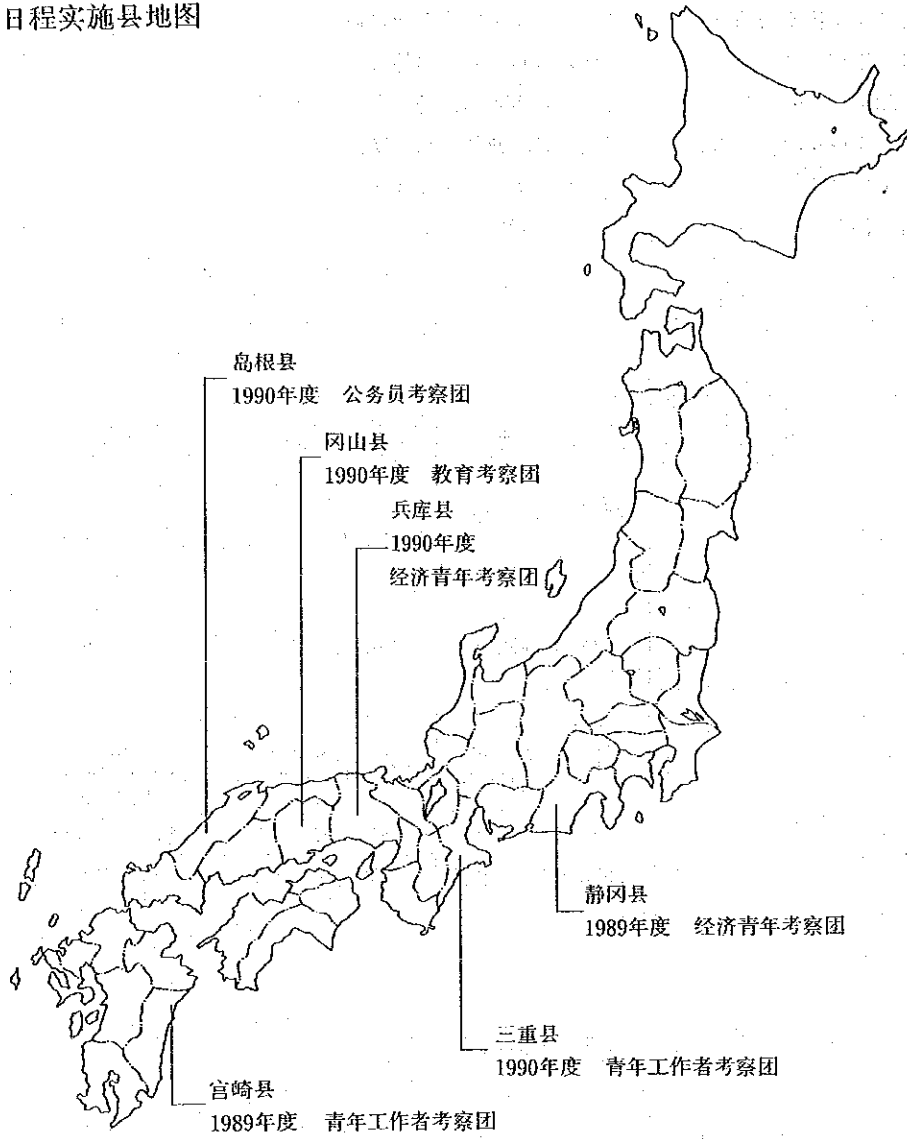 日程实施县地图
岛根县
1990年度 公务员考察团
冈山县
1990年度 教育考察团
兵库县
1990年度
经济青年考察团
静冈县
1989年度 经济青年考察团
三重县
1990年度 青年工作者考察团
宫崎县
1989年度 青年工作者考察团